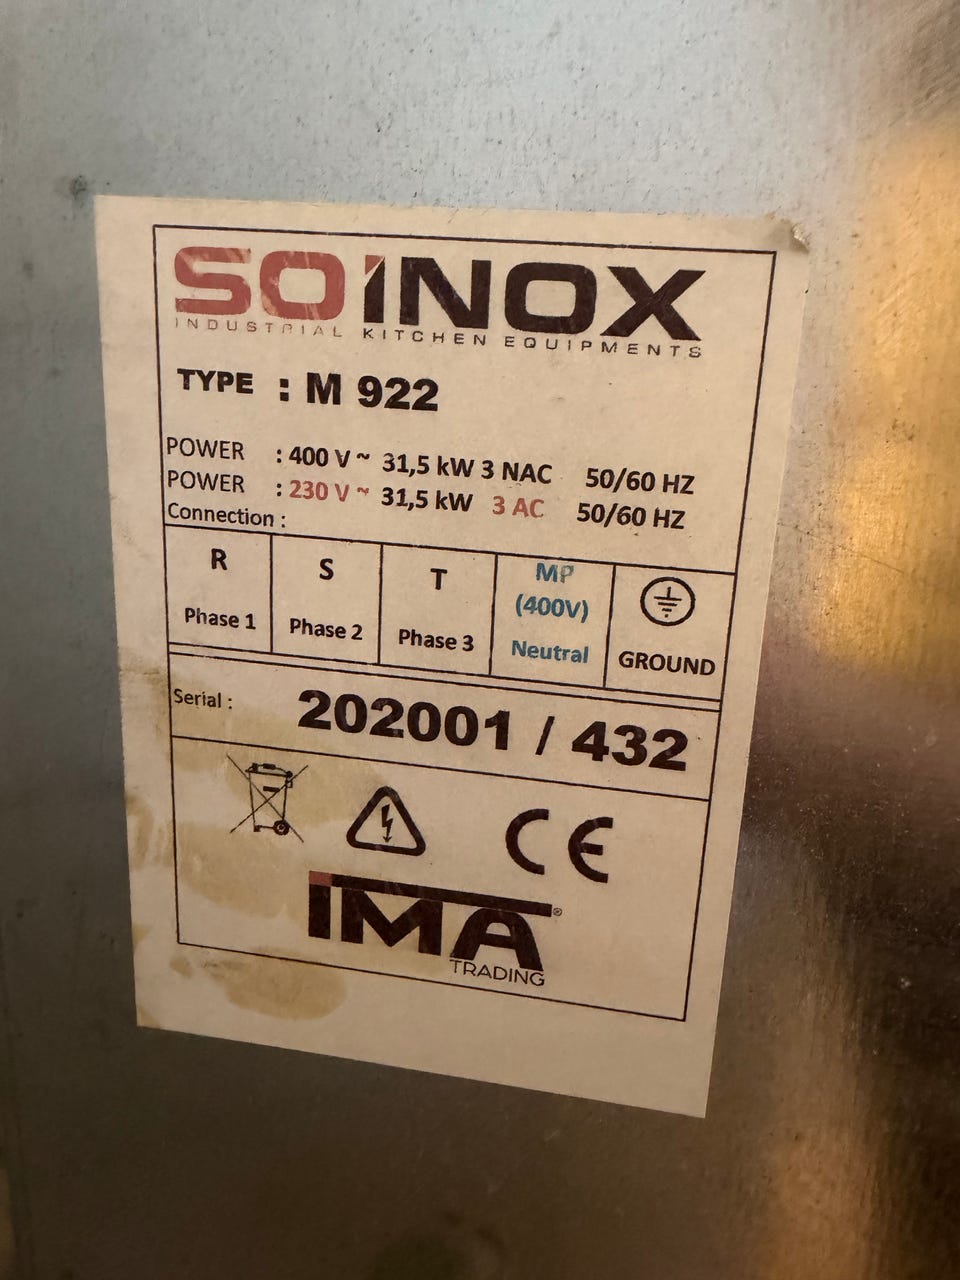 SOINOX
INDUSTRIAL KITCHEN EQUIPMENTS
TYPE : M 922
POWER : 400 V ~ 31,5 kW 3 NAC 50/60 HZ
POWER : 230 V ~ 31,5 kW 3 AC 50/60 HZ
Connection :
R S T MP
(400V)
Phase 1 Phase 2 Phase 3 Neutral GROUND
Serial : 202001 / 432
CE
iMA®
TRADING